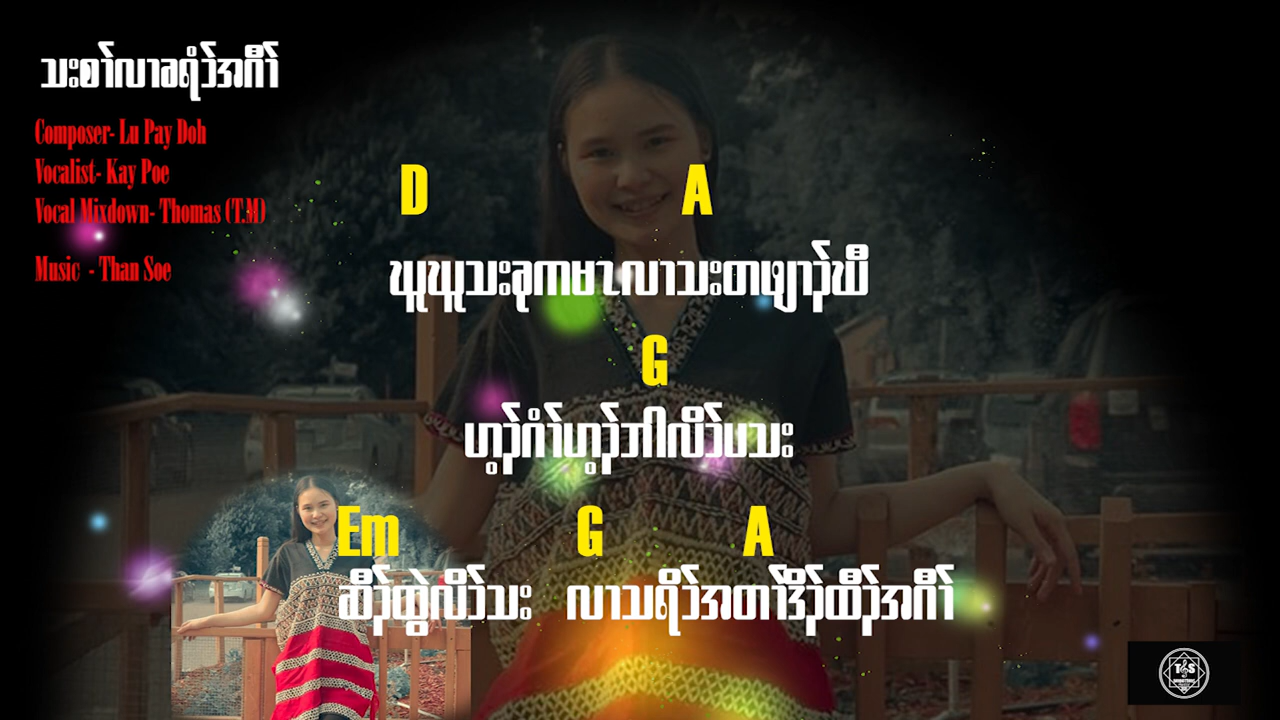 သးစၢ်လၢခရံာ်အဂီၢ်
Composer- Lu Pay Doh
Vocalist- Kay Poe
Vocal Mixdown- Thomas (T.M)
Music - Than Soe
D A
ဃူဃူသးခုကမၤလၢသးတဖျၢၣ်ဃီ
G
ဟ့ၣ်ဂံၢ်ဟ့ၣ်ဘါလိာ်ပသး
Em G A
ဆီၣ်ထွဲလိာ်သး လၢသရိာ်အတၢ်ဒိၣ်ထီၣ်အဂီၢ်
T S